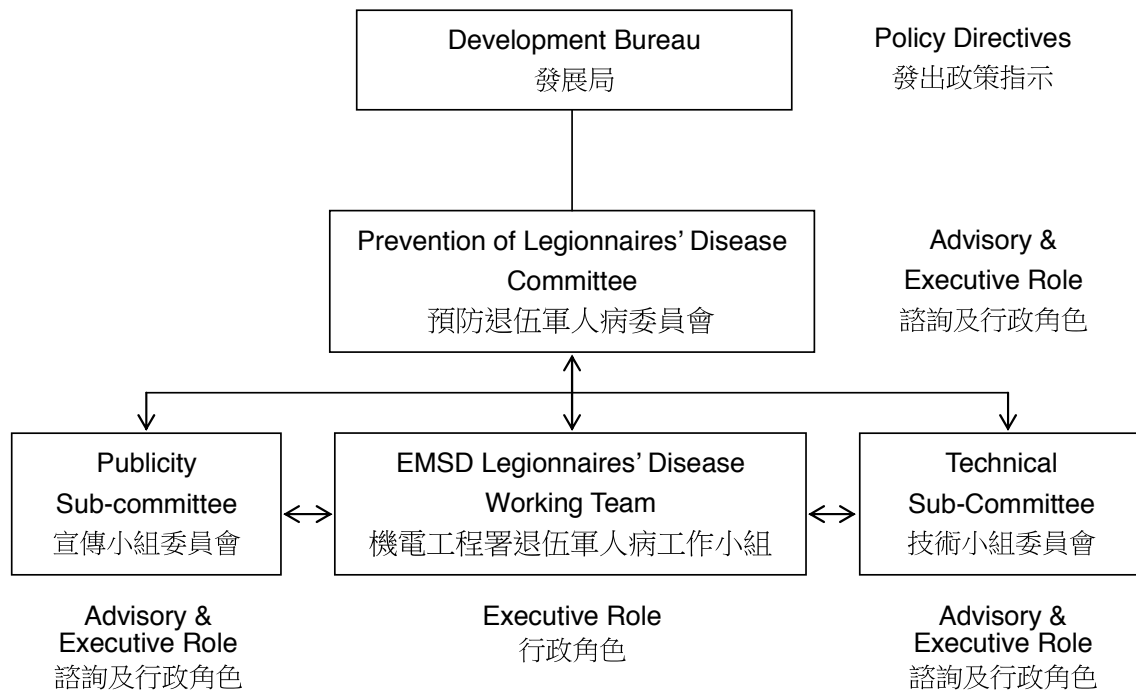 Development Bureau
發展局
Policy Directives
發出政策指示
Prevention of Legionnaires’ Disease
Committee
預防退伍軍人病委員會
Advisory &
Executive Role
諮詢及行政角色
Publicity
Sub-committee
宣傳小組委員會
EMSD Legionnaires’ Disease
Working Team
機電工程署退伍軍人病工作小組
Technical
Sub-Committee
技術小組委員會
Advisory &
Executive Role
諮詢及行政角色
Executive Role
行政角色
Advisory &
Executive Role
諮詢及行政角色